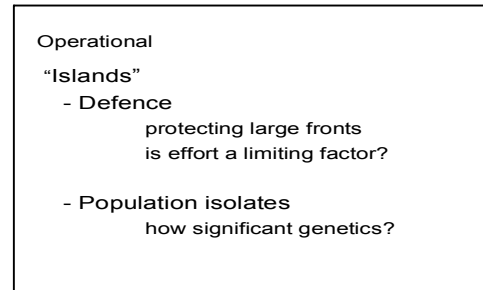 Operational
“Islands”
- Defence
protecting large fronts
is effort a limiting factor?
- Population isolates
how significant genetics?